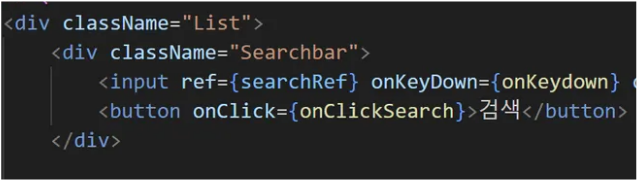 <div className="List">
<div className="Searchbar">
<input ref={searchRef} onKeyDown={onKeydown}
<button onClick={onClickSearch}>검색</button>
</div>